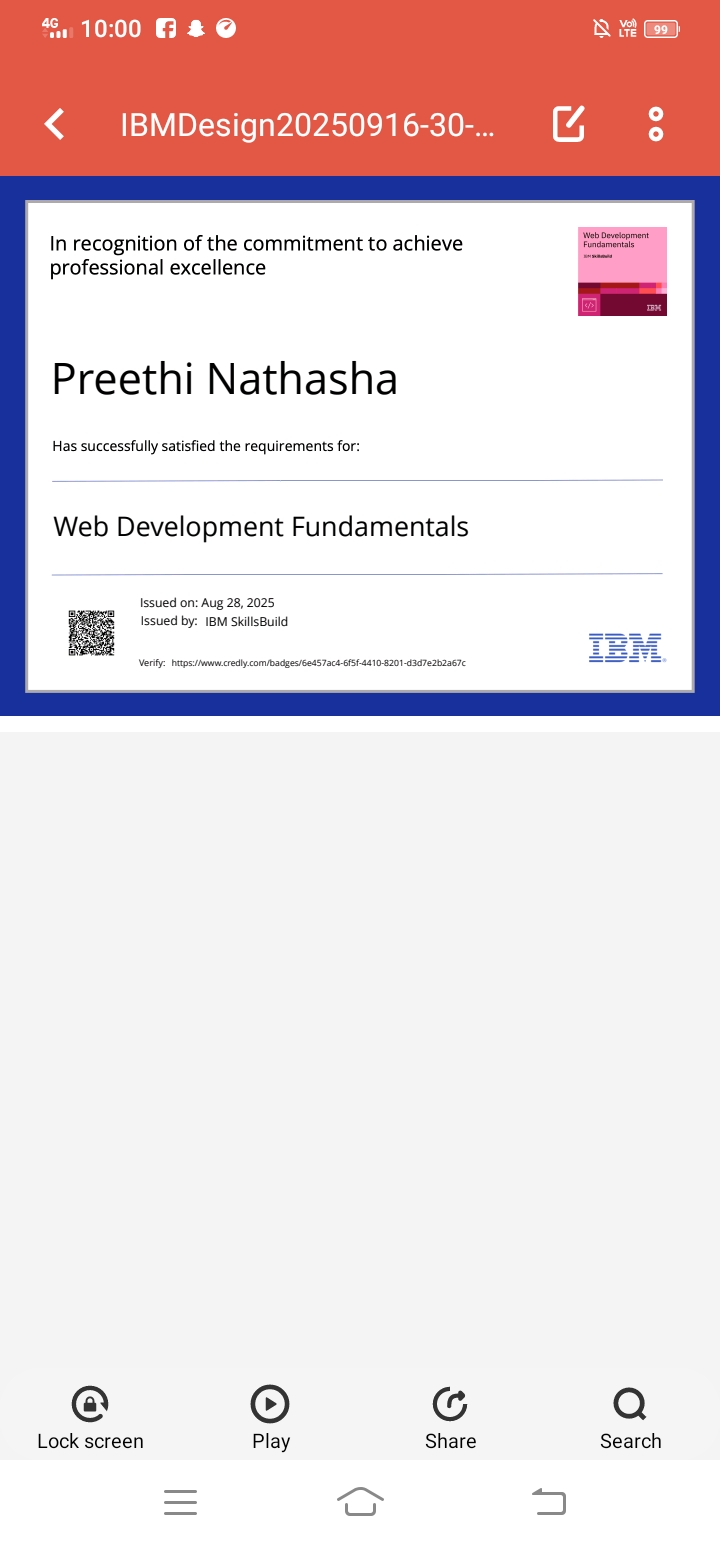 4G 10:00 Vo) LTE 99
IBMDesign20250916-30-...
In recognition of the commitment to achieve
professional excellence
Web Development
Fundamentals
IBM SkillsBuild
IBM
Preethi Nathasha
Has successfully satisfied the requirements for:
Web Development Fundamentals
Issued on: Aug 28, 2025
Issued by: IBM SkillsBuild
Verify: https://www.credly.com/badges/6e457ac4-6f5f-4410-8201-d3d7e2b2a67c
IBM
Lock screen Play Share Search